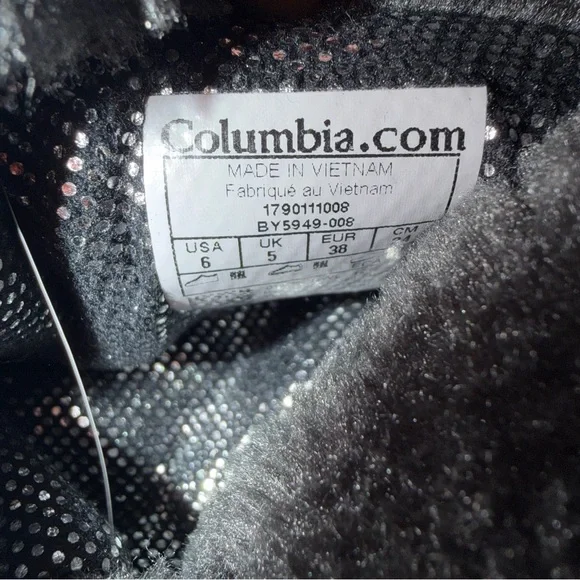 Columbia.com
MADE IN VIETNAM
Fabriqué au Vietnam
1790111008
BY5949-008
USA UK EUR CM
6 5 38